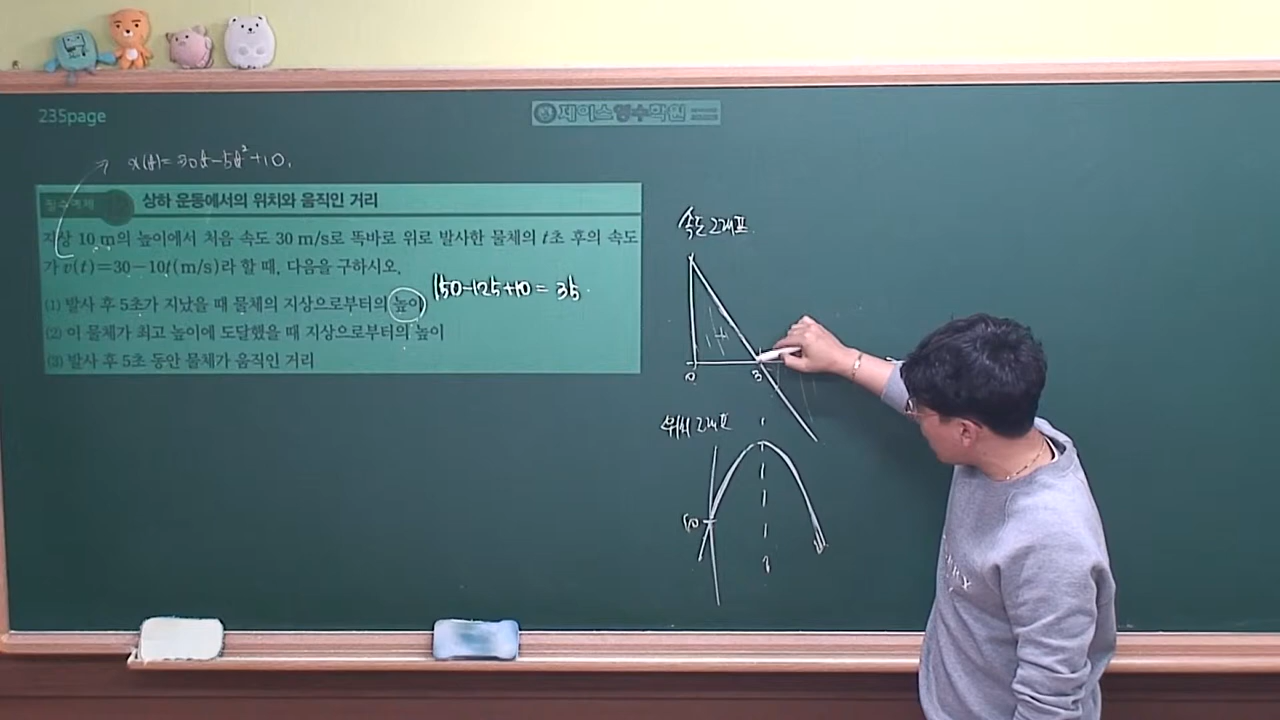 235page
제이스영수학원
x(t)=30t-5t²+10.
필수예제
상하 운동에서의 위치와 움직인 거리
지상 10 m의 높이에서 처음 속도 30 m/s로 똑바로 위로 발사한 물체의 t초 후의 속도
가 v(t)=30-10t(m/s)라 할 때, 다음을 구하시오.
(1) 발사 후 5초가 지났을 때 물체의 지상으로부터의 높이
150-125+10=35.
(2) 이 물체가 최고 높이에 도달했을 때 지상으로부터의 높이
(3) 발사 후 5초 동안 물체가 움직인 거리
속도 그래프
+
0
3
위치 그래프
10